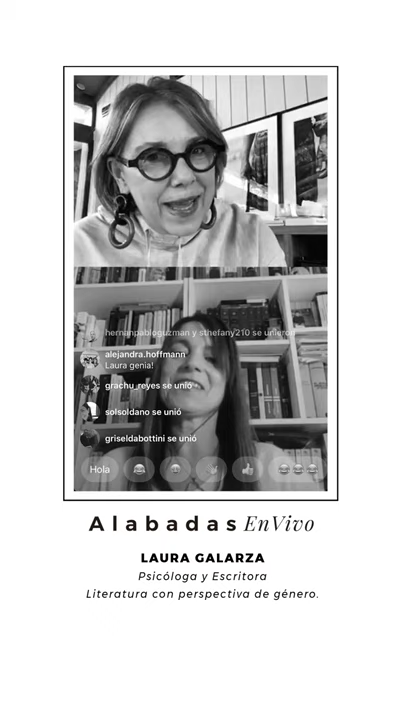 hernanpabloguzman y sthefany210 se unieron
alejandra.hoffmann
Laura genia!
grachu_reyes se unió
solsoldano se unió
griseldabottini se unió
Hola
Alabadas EnVivo
LAURA GALARZA
Psicóloga y Escritora
Literatura con perspectiva de género.